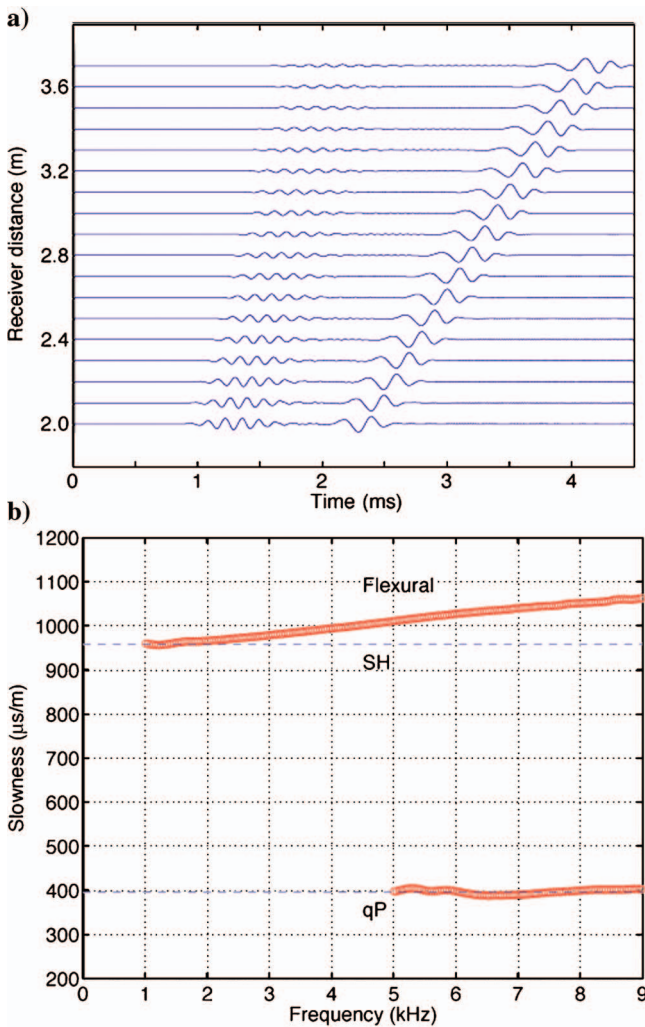 a)
3.6
3.2
2.8
2.4
2.0
Receiver distance (m)
0 1 2 3 4
Time (ms)
b)
1200
1100
1000
900
800
700
600
500
400
300
200
Slowness (μs/m)
Flexural
SH
qP
0 1 2 3 4 5 6 7 8 9
Frequency (kHz)